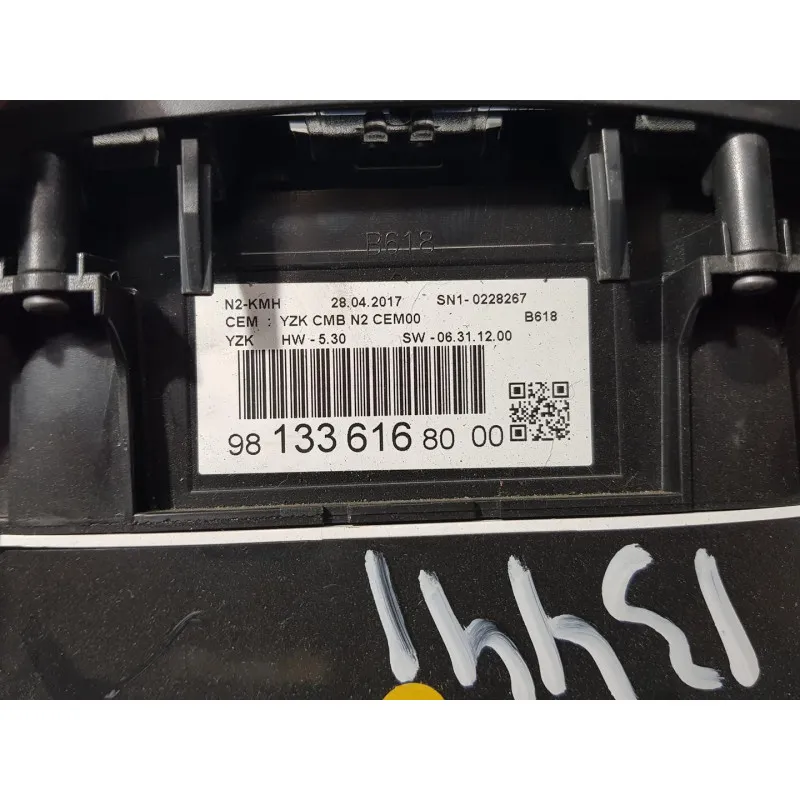 B618
N2-KMH 28.04.2017 SN1-0228267
CEM : YZK CMB N2 CEM00 B618
YZK HW - 5.30 SW - 06.31.12.00
98 133 616 80 00
13441